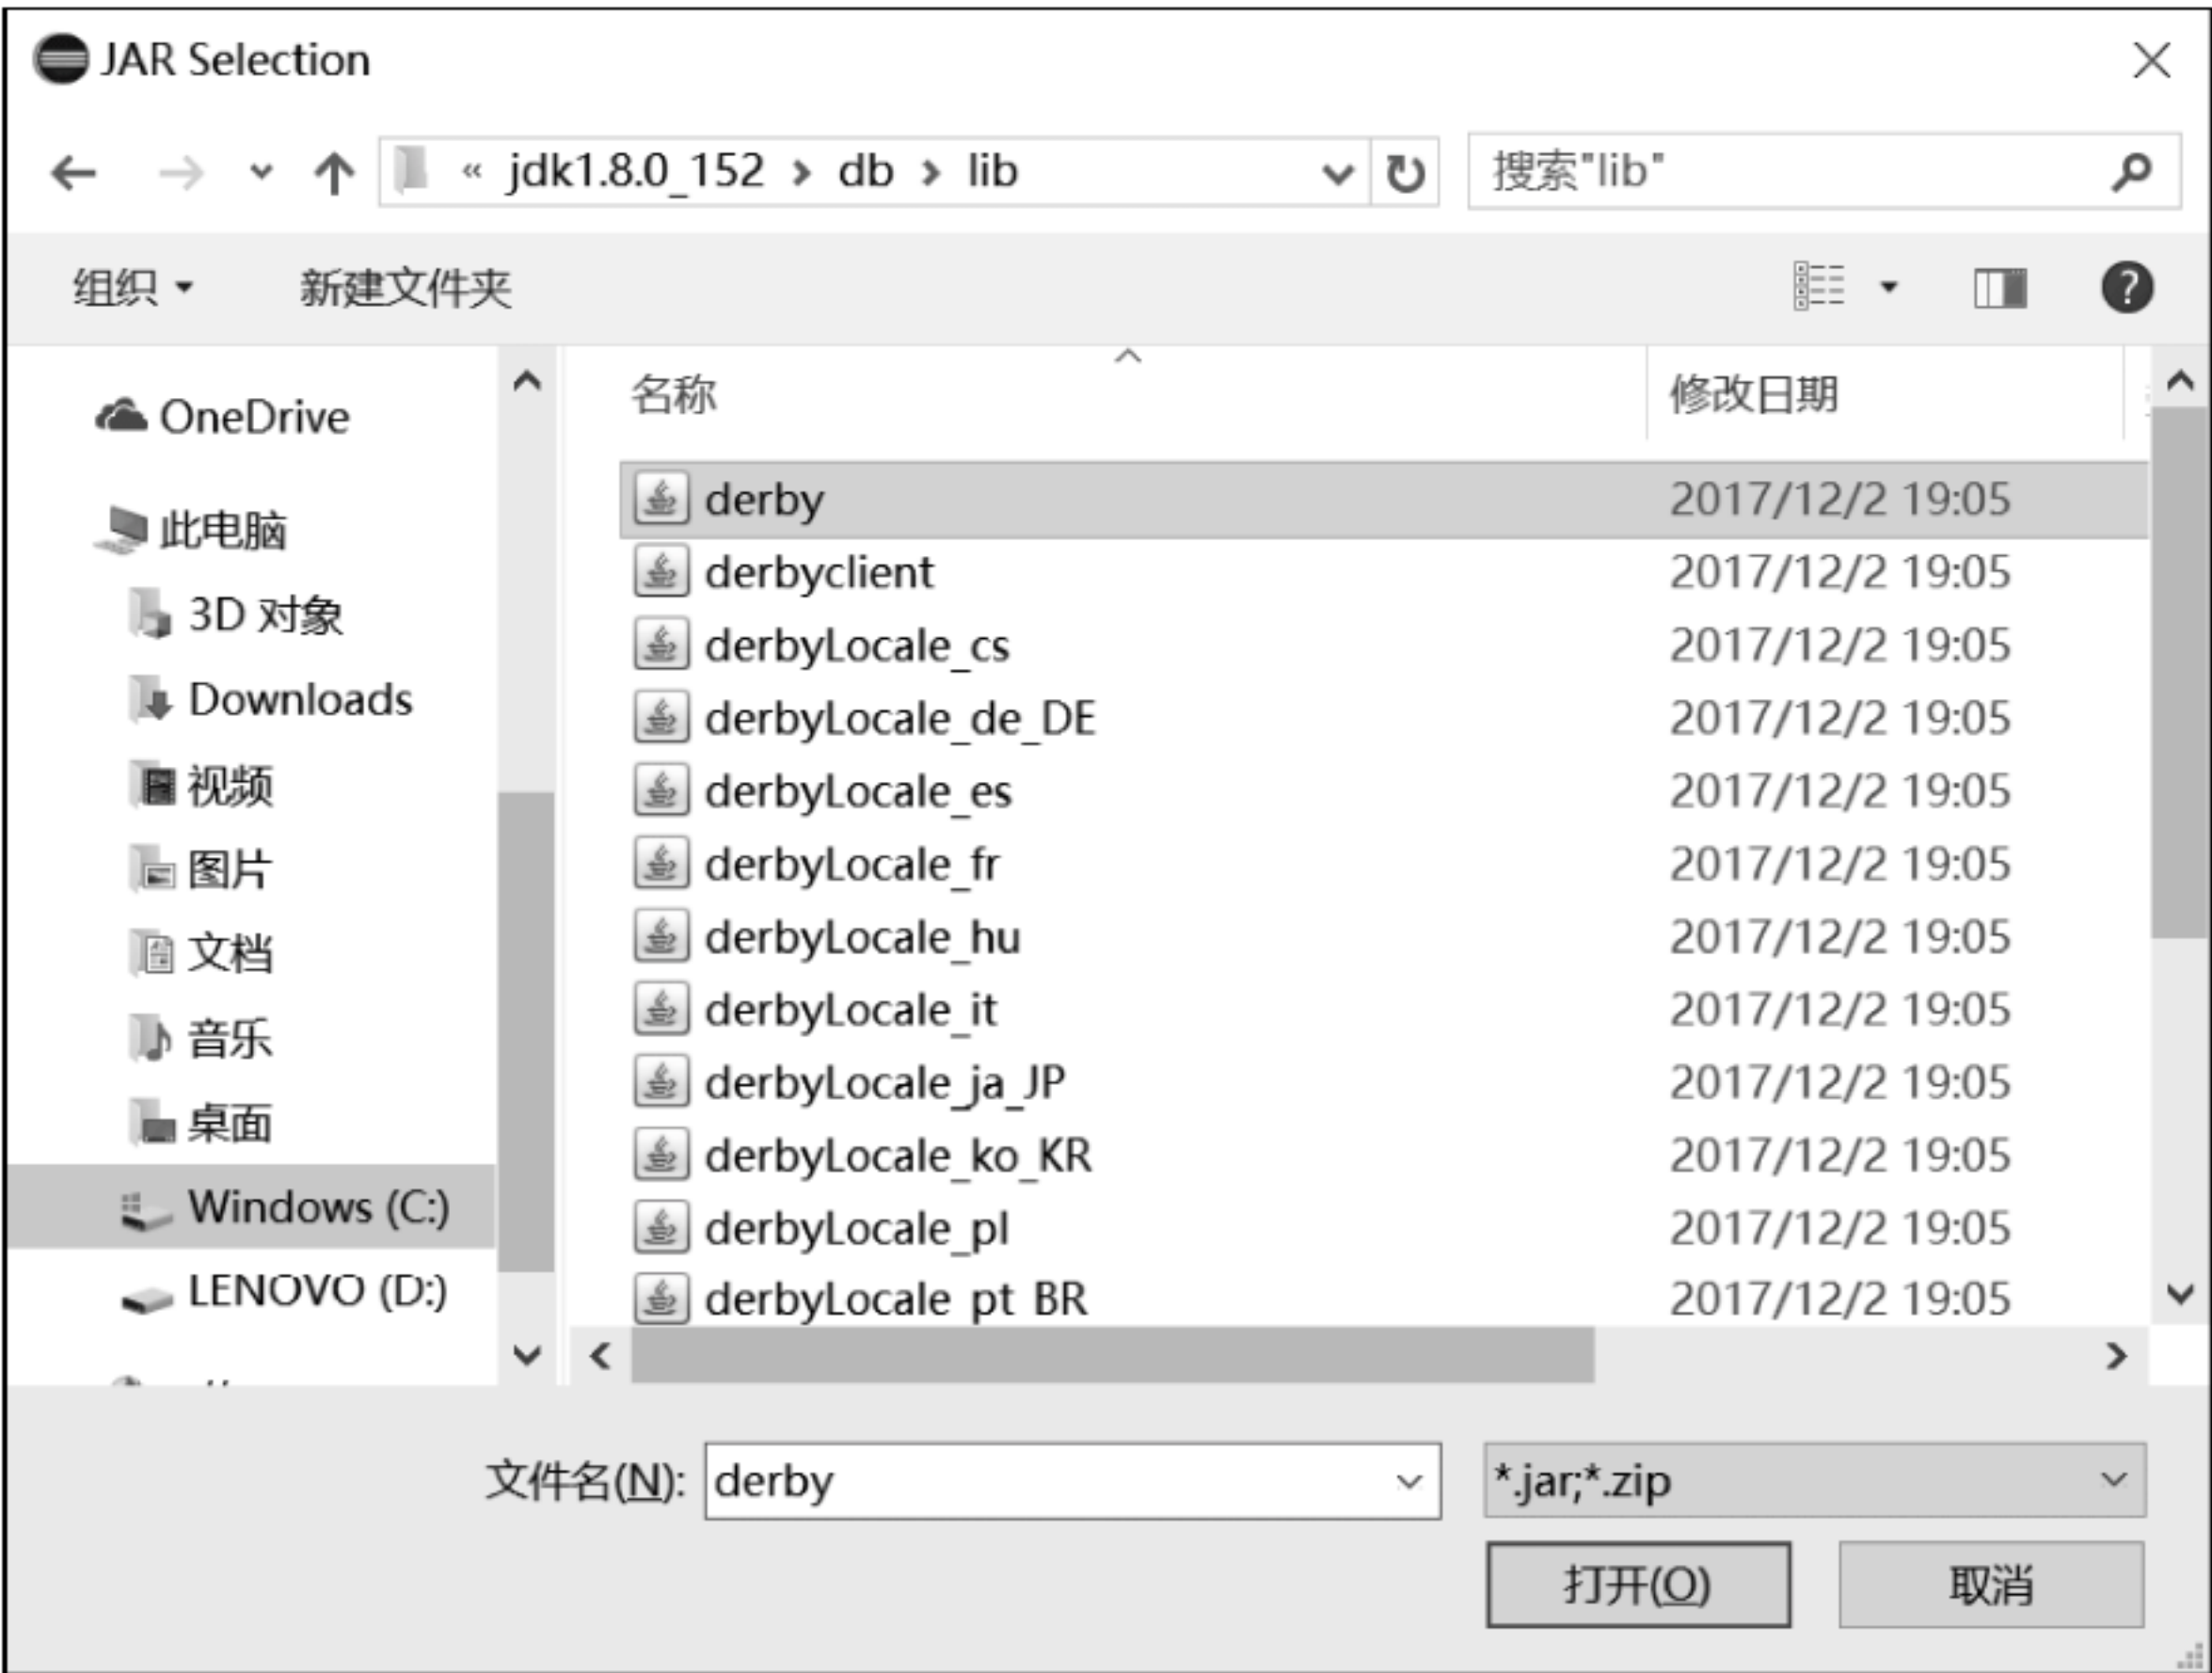 JAR Selection
« jdk1.8.0_152 › db › lib
搜索"lib"
组织
新建文件夹
OneDrive
此电脑
3D 对象
Downloads
视频
图片
文档
音乐
桌面
Windows (C:)
LENOVO (D:)
名称 修改日期
derby 2017/12/2 19:05
derbyclient 2017/12/2 19:05
derbyLocale_cs 2017/12/2 19:05
derbyLocale_de_DE 2017/12/2 19:05
derbyLocale_es 2017/12/2 19:05
derbyLocale_fr 2017/12/2 19:05
derbyLocale_hu 2017/12/2 19:05
derbyLocale_it 2017/12/2 19:05
derbyLocale_ja_JP 2017/12/2 19:05
derbyLocale_ko_KR 2017/12/2 19:05
derbyLocale_pl 2017/12/2 19:05
derbyLocale_pt_BR 2017/12/2 19:05
文件名(N): derby *.jar;*.zip
打开(O) 取消